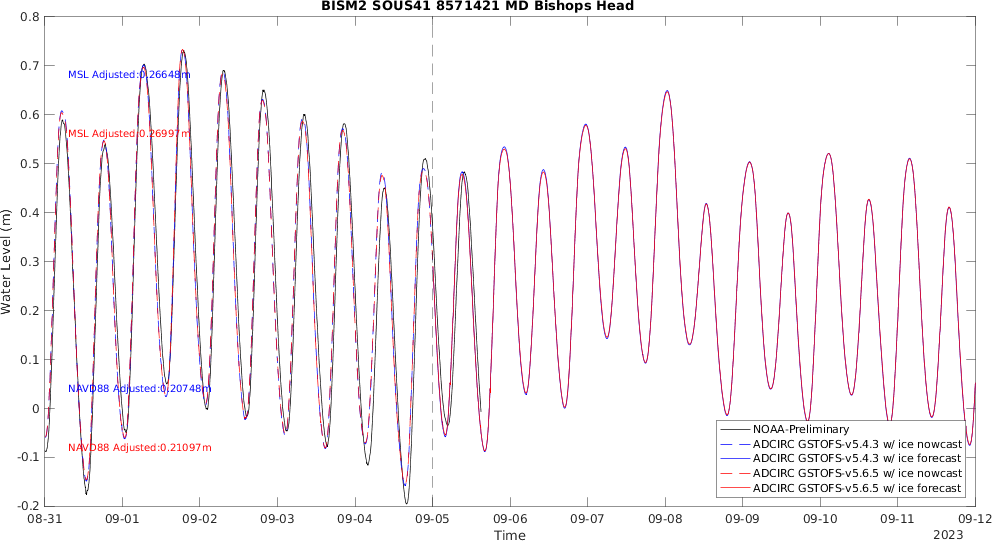 BISM2 SOUS41 8571421 MD Bishops Head
0.8
0.7
MSL Adjusted:0.26648m
0.6
MSL Adjusted:0.26997m
0.5
0.4
0.3
Water Level (m)
0.2
0.1
NAVD88 Adjusted:0.20748m
0
NAVD88 Adjusted:0.21097m
-0.1
-0.2
NOAA-Preliminary
ADCIRC GSTOFS-v5.4.3 w/ ice nowcast
ADCIRC GSTOFS-v5.4.3 w/ ice forecast
ADCIRC GSTOFS-v5.6.5 w/ ice nowcast
ADCIRC GSTOFS-v5.6.5 w/ ice forecast
08-31 09-01 09-02 09-03 09-04 09-05 09-06 09-07 09-08 09-09 09-10 09-11 09-12
Time
2023